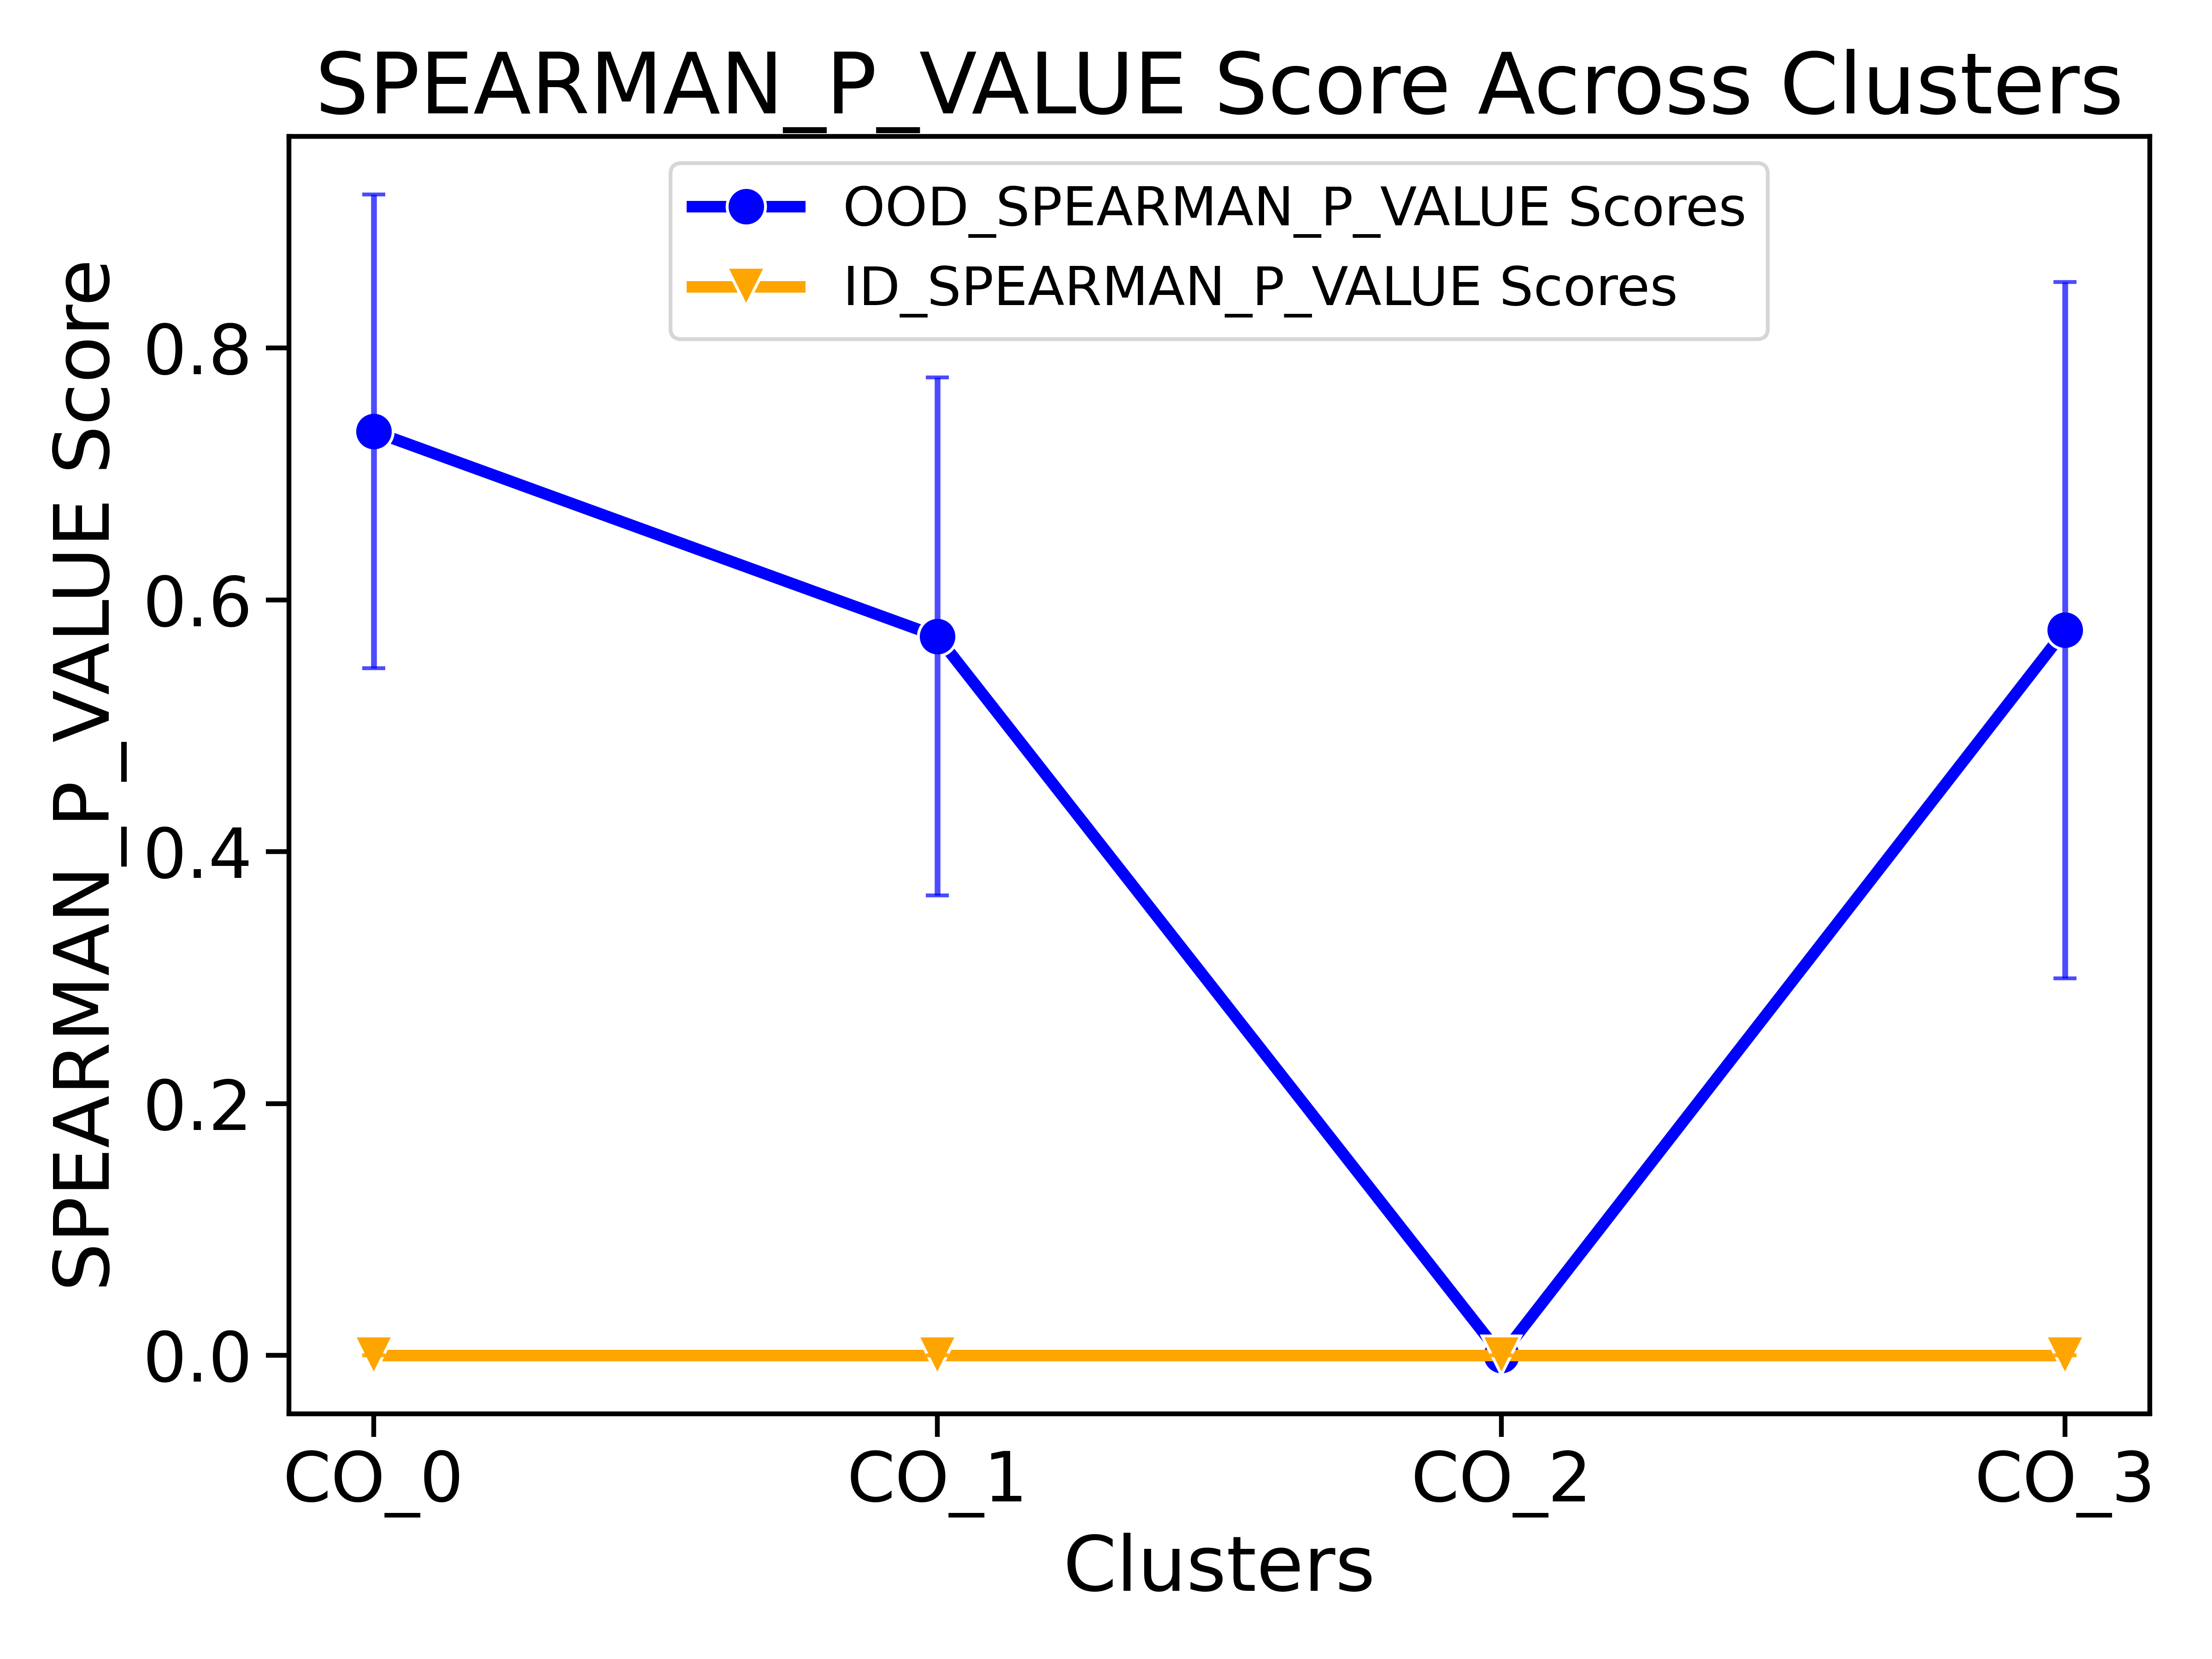 SPEARMAN_P_VALUE Score Across Clusters
OOD_SPEARMAN_P_VALUE Scores
ID_SPEARMAN_P_VALUE Scores
SPEARMAN_P_VALUE Score
0.8
0.6
0.4
0.2
0.0
CO_0 CO_1 CO_2 CO_3
Clusters